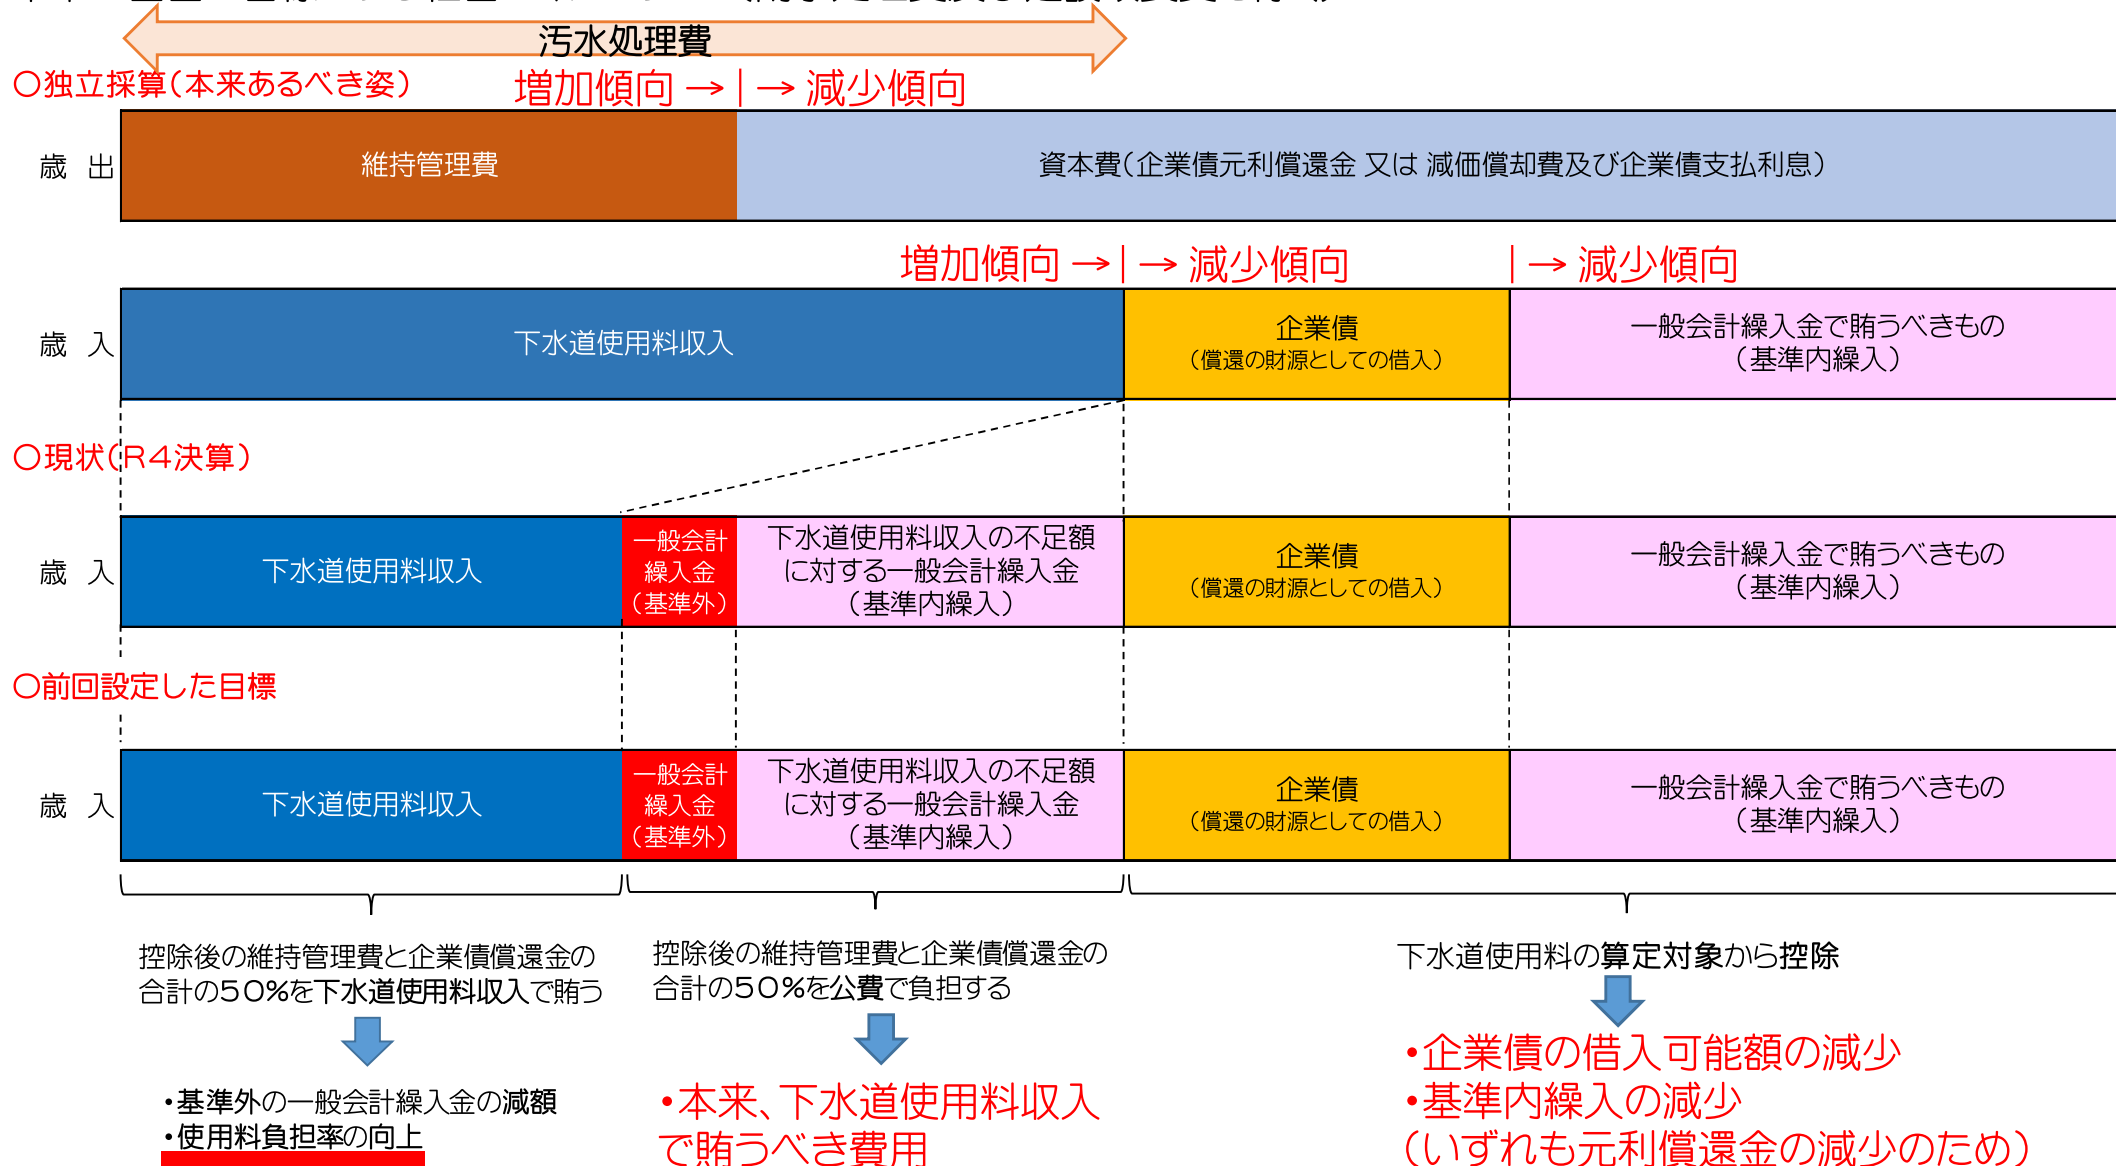 汚水処理費
〇独立採算(本来あるべき姿)
増加傾向 →|→ 減少傾向
歳 出
維持管理費
資本費(企業債元利償還金 又は 減価償却費及び企業債支払利息)
増加傾向 →|→ 減少傾向
|→ 減少傾向
歳 入
下水道使用料収入
企業債
(償還の財源としての借入)
一般会計繰入金で賄うべきもの
(基準内繰入)
〇現状(R4決算)
歳 入
下水道使用料収入
一般会計
繰入金
(基準外)
下水道使用料収入の不足額
に対する一般会計繰入金
(基準内繰入)
企業債
(償還の財源としての借入)
一般会計繰入金で賄うべきもの
(基準内繰入)
〇前回設定した目標
歳 入
下水道使用料収入
一般会計
繰入金
(基準外)
下水道使用料収入の不足額
に対する一般会計繰入金
(基準内繰入)
企業債
(償還の財源としての借入)
一般会計繰入金で賄うべきもの
(基準内繰入)
控除後の維持管理費と企業債償還金の
合計の50%を下水道使用料収入で賄う
・基準外の一般会計繰入金の減額
・使用料負担率の向上
控除後の維持管理費と企業債償還金の
合計の50%を公費で負担する
・本来、下水道使用料収入
で賄うべき費用
下水道使用料の算定対象から控除
・企業債の借入可能額の減少
・基準内繰入の減少
(いずれも元利償還金の減少のため)